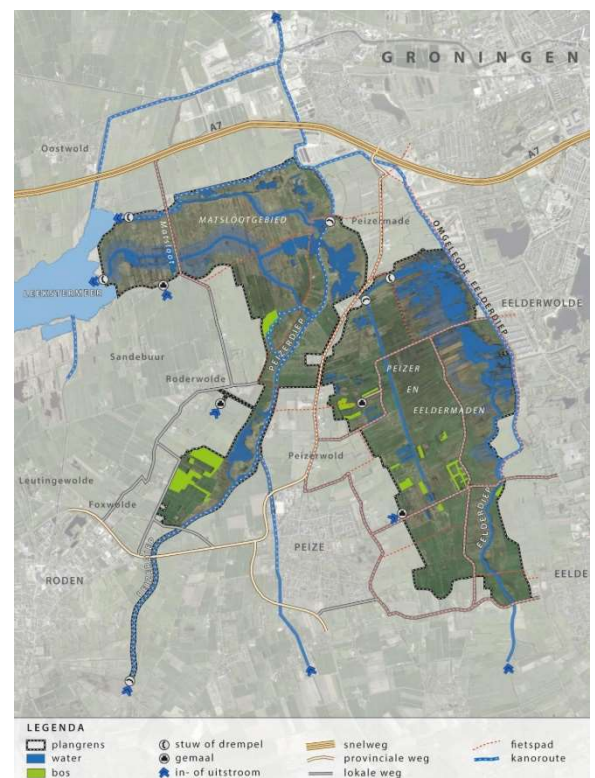 GRONINGEN
A7
A7
Oostwold
MATSLOOTGEBIED
Matsloot
Peizermade
OMGELEGDE EELDERDIEP
LEEKSTERMEER
EELDERWOLDE
PEIZERDIEP
Sandebuur
PEIZER
EN
EELDERMADEN
Roderwolde
Peizerwold
Leutingewolde
Foxwolde
PEIZE
EELDERDIEP
EELDE
RODEN
LEGENDA
plangrens
water
bos
stuw of drempel
gemaal
in- of uitstroom
snelweg
provinciale weg
lokale weg
fietspad
kanoroute